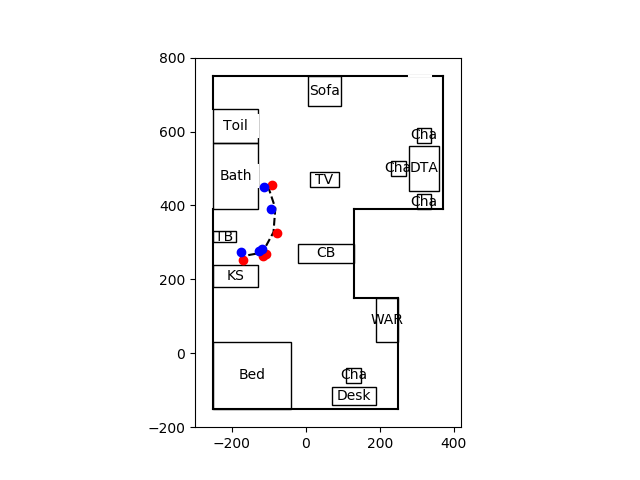 800
600
400
200
0
−200
−200
0
200
400
Sofa
Toil
Cha
Bath
TV
Cha
DTA
Cha
TB
KS
CB
WAR
Bed
Cha
Desk